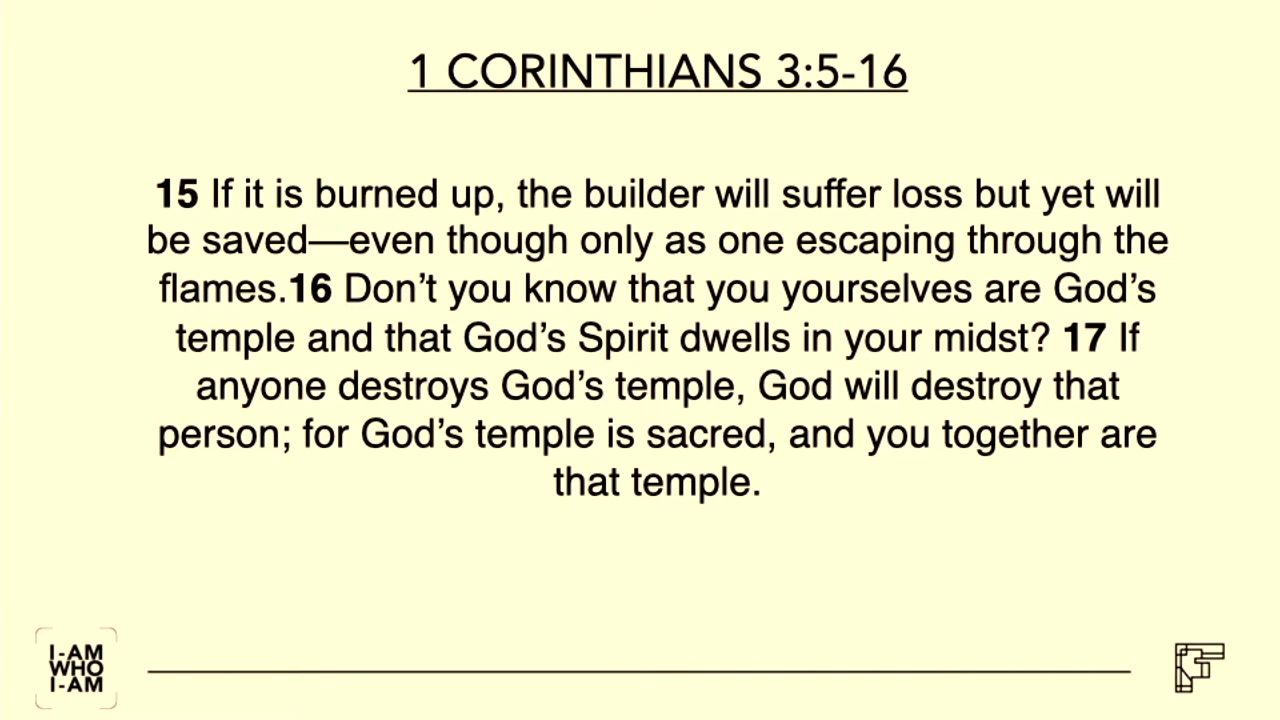 1 CORINTHIANS 3:5-16
15 If it is burned up, the builder will suffer loss but yet will
be saved—even though only as one escaping through the
flames.16 Don’t you know that you yourselves are God’s
temple and that God’s Spirit dwells in your midst? 17 If
anyone destroys God’s temple, God will destroy that
person; for God’s temple is sacred, and you together are
that temple.
I-AM
WHO
I-AM